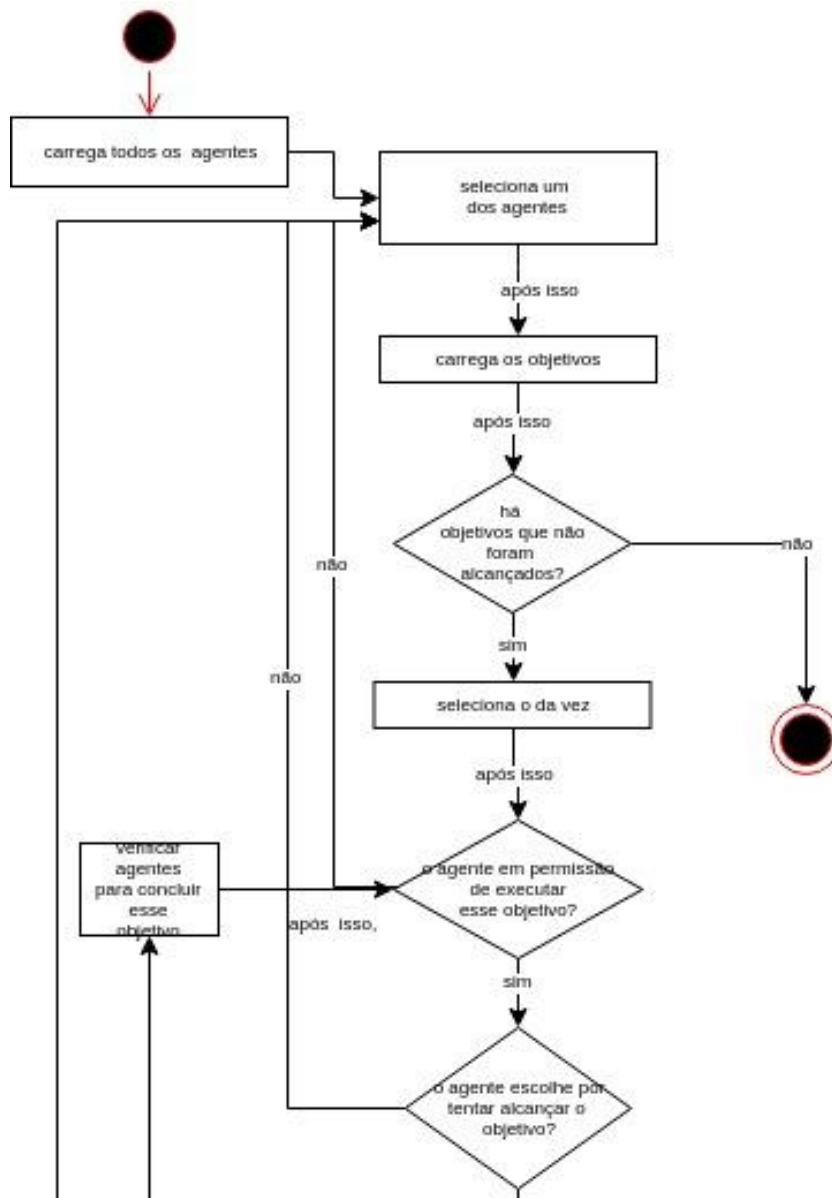 carrega todos os agentes
seleciona um
dos agentes
após isso
carrega os objetivos
após isso
há
objetivos que não
foram
alcançados?
não
não
sim
não
seleciona o da vez
após isso
verificar
agentes
para concluir
esse
objetivo
o agente em permissão
de executar
esse objetivo?
após isso,
sim
o agente escolhe por
tentar alcançar o
objetivo?